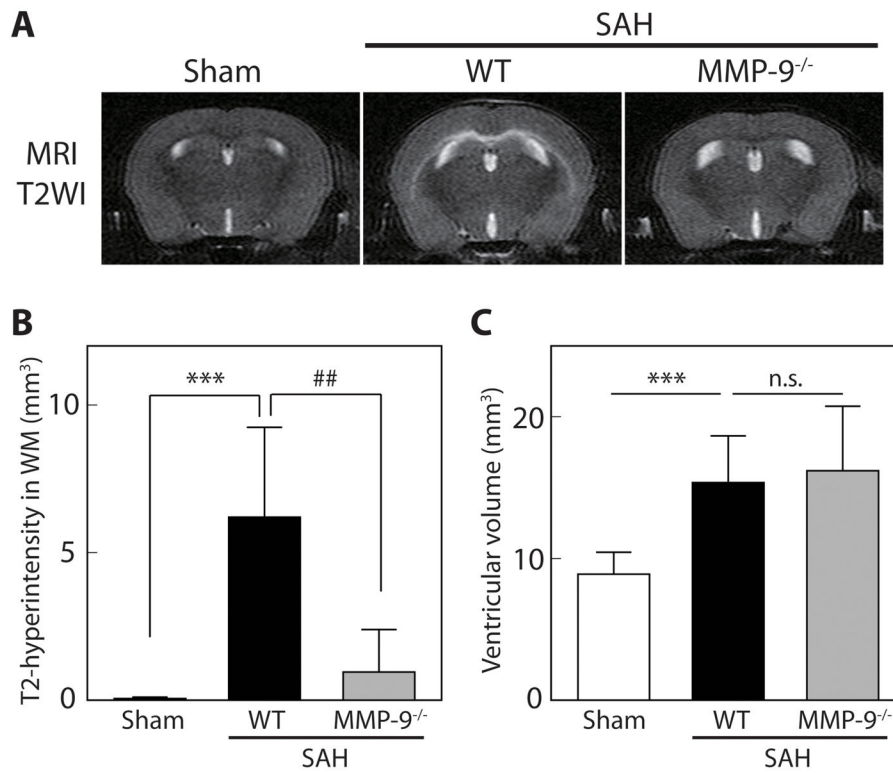 A
SAH
Sham WT MMP-9-/-
MRI
T2WI
B
T2-hyperintensity in WM (mm3)
10
5
0
***
##
Sham WT MMP-9-/-
SAH
C
Ventricular volume (mm3)
20
10
0
***
n.s.
Sham WT MMP-9-/-
SAH